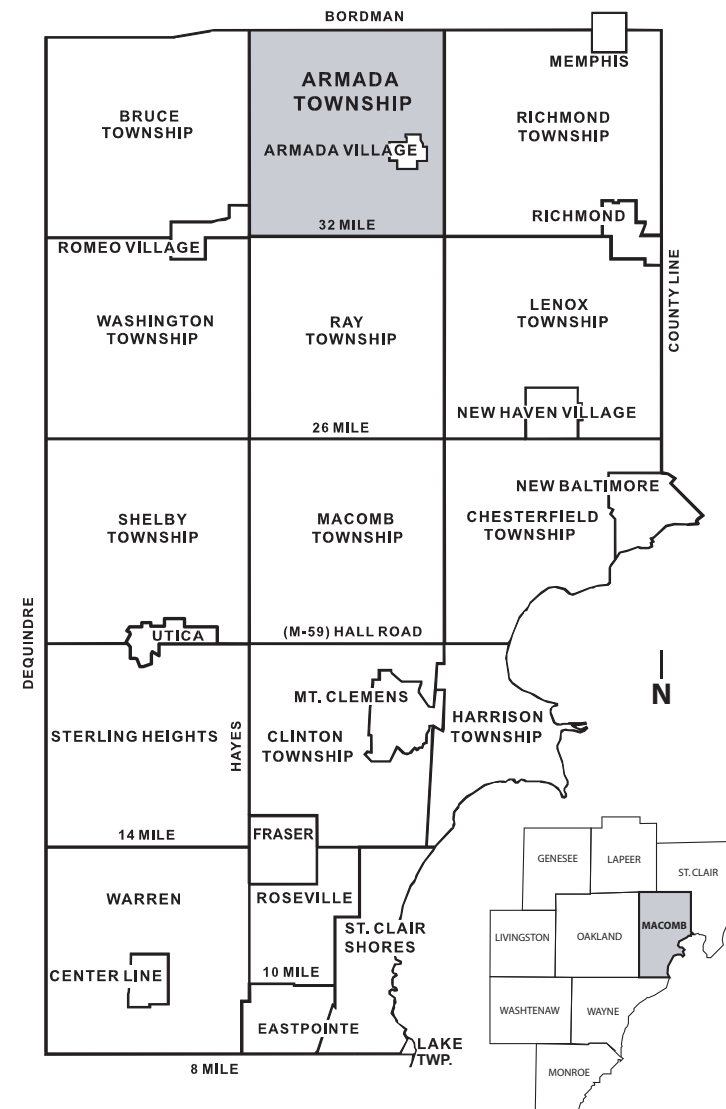 BORDMAN
MEMPHIS
ARMADA
TOWNSHIP
BRUCE
TOWNSHIP
RICHMOND
TOWNSHIP
ARMADA VILLAGE
RICHMOND
32 MILE
ROMEO VILLAGE
COUNTY LINE
WASHINGTON
TOWNSHIP
RAY
TOWNSHIP
LENOX
TOWNSHIP
NEW HAVEN VILLAGE
26 MILE
NEW BALTIMORE
SHELBY
TOWNSHIP
MACOMB
TOWNSHIP
CHESTERFIELD
TOWNSHIP
DEQUINDRE
UTICA
(M-59) HALL ROAD
N
MT. CLEMENS
STERLING HEIGHTS
HAYES
CLINTON
TOWNSHIP
HARRISON
TOWNSHIP
14 MILE
FRASER
WARREN
ROSEVILLE
ST. CLAIR
SHORES
CENTER LINE
10 MILE
EASTPOINTE
LAKE
TWP.
8 MILE
GENESEE
LAPEER
ST. CLAIR
LIVINGSTON
OAKLAND
MACOMB
WASHTENAW
WAYNE
MONROE